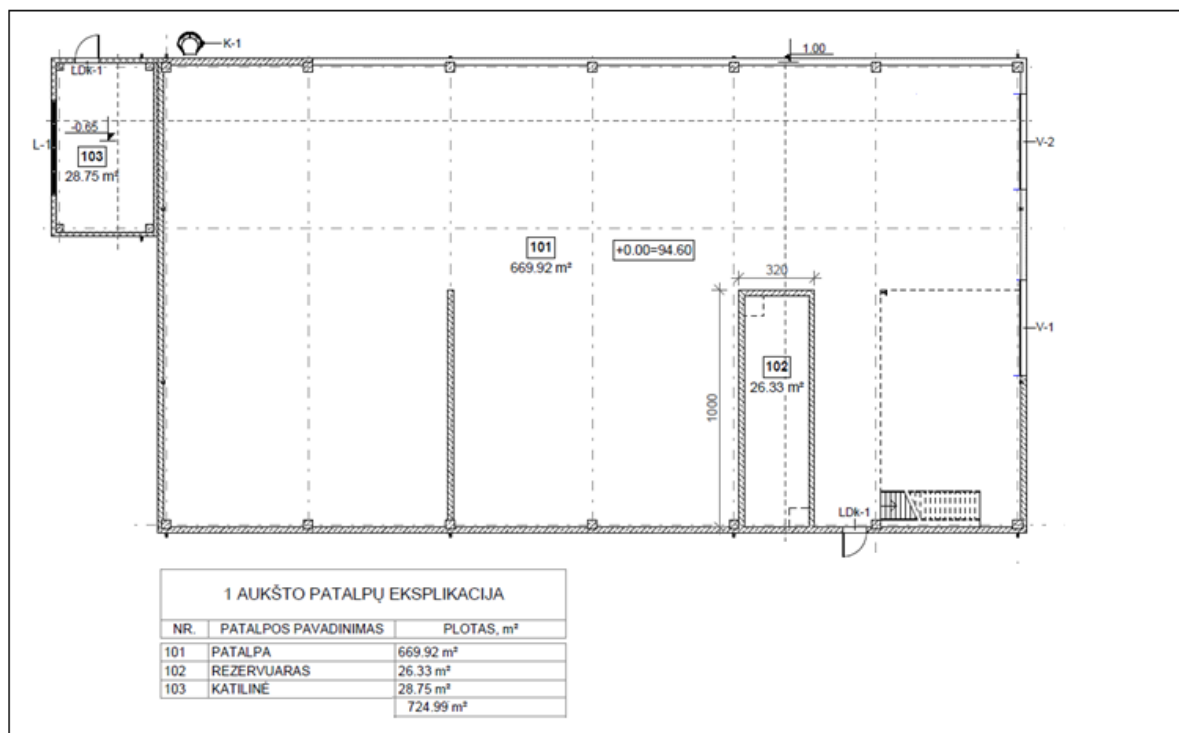 K-1
1.00
LDk-1
-0.65
L-1
103
28.75 m²
V-2
101
669.92 m²
+0.00=94.60
320
V-1
102
26.33 m²
1000
LDk-1
1 AUKŠTO PATALPŲ EKSPLIKACIJA
NR. PATALPOS PAVADINIMAS PLOTAS, m²
101 PATALPA 669.92 m²
102 REZERVUARAS 26.33 m²
103 KATILINĖ 28.75 m²
724.99 m²